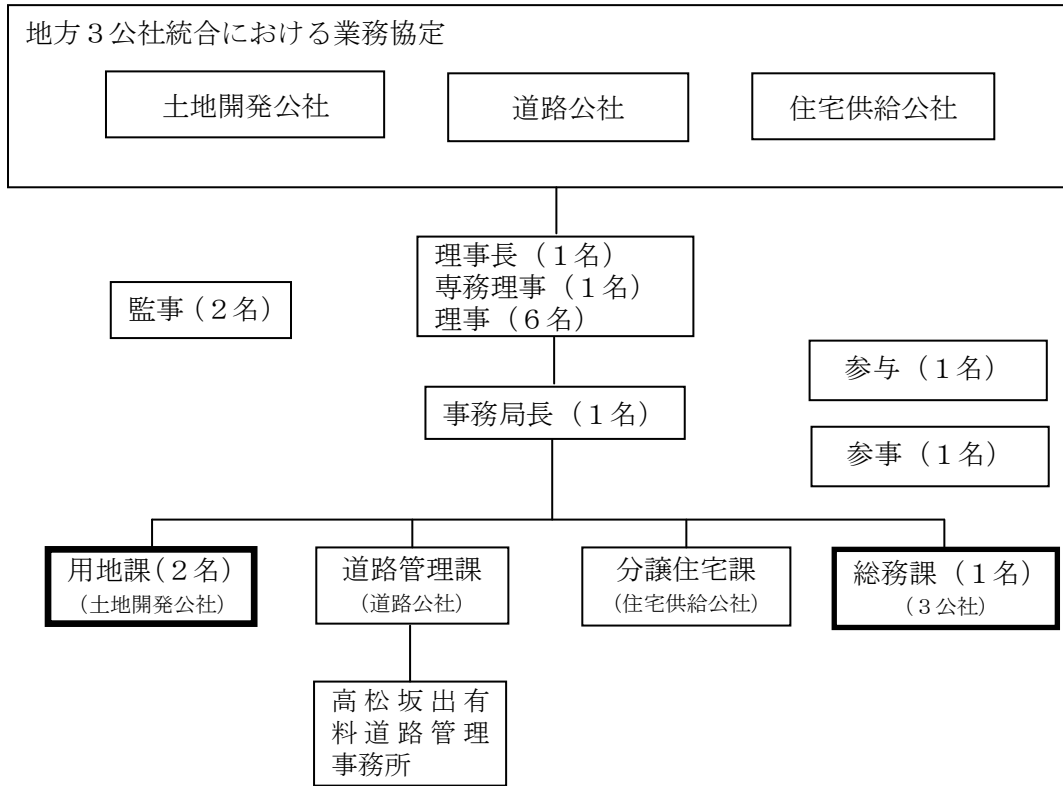 地方３公社統合における業務協定
土地開発公社
道路公社
住宅供給公社
理事長（１名）
専務理事（１名）
理事（６名）
監事（２名）
参与（１名）
事務局長（１名）
参事（１名）
用地課（２名）
（土地開発公社）
道路管理課
（道路公社）
分譲住宅課
（住宅供給公社）
総務課（１名）
（３公社）
高松坂出有
料道路管理
事務所